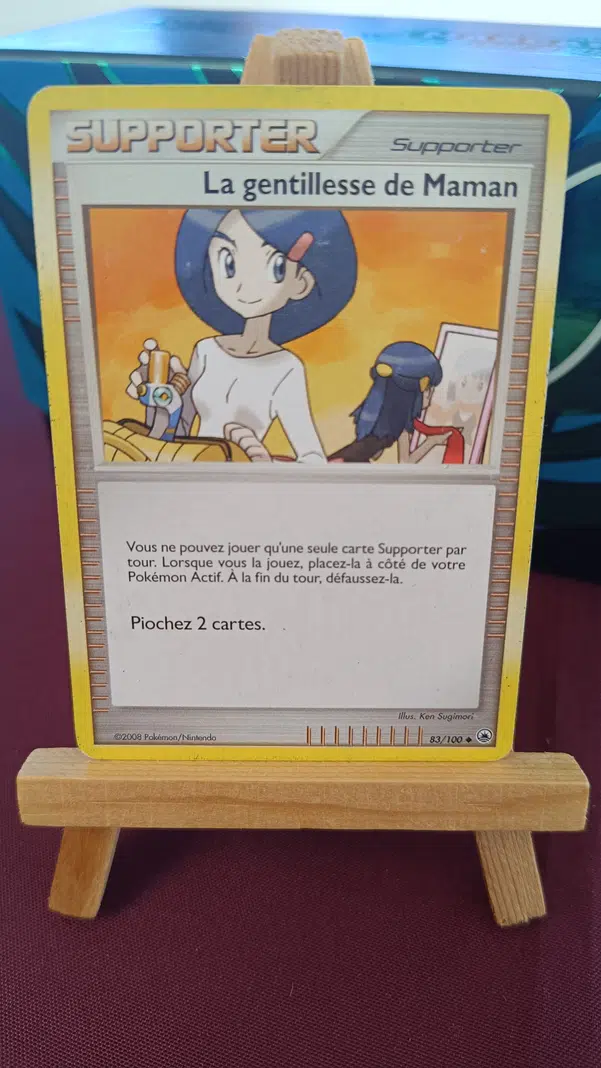 SUPPORTER
Supporter
La gentillesse de Maman
Vous ne pouvez jouer qu'une seule carte Supporter par
tour. Lorsque vous la jouez, placez-la à côté de votre
Pokémon Actif. À la fin du tour, défaussez-la.
Piochez 2 cartes.
Illus. Ken Sugimori
©2008 Pokémon/Nintendo
83/100